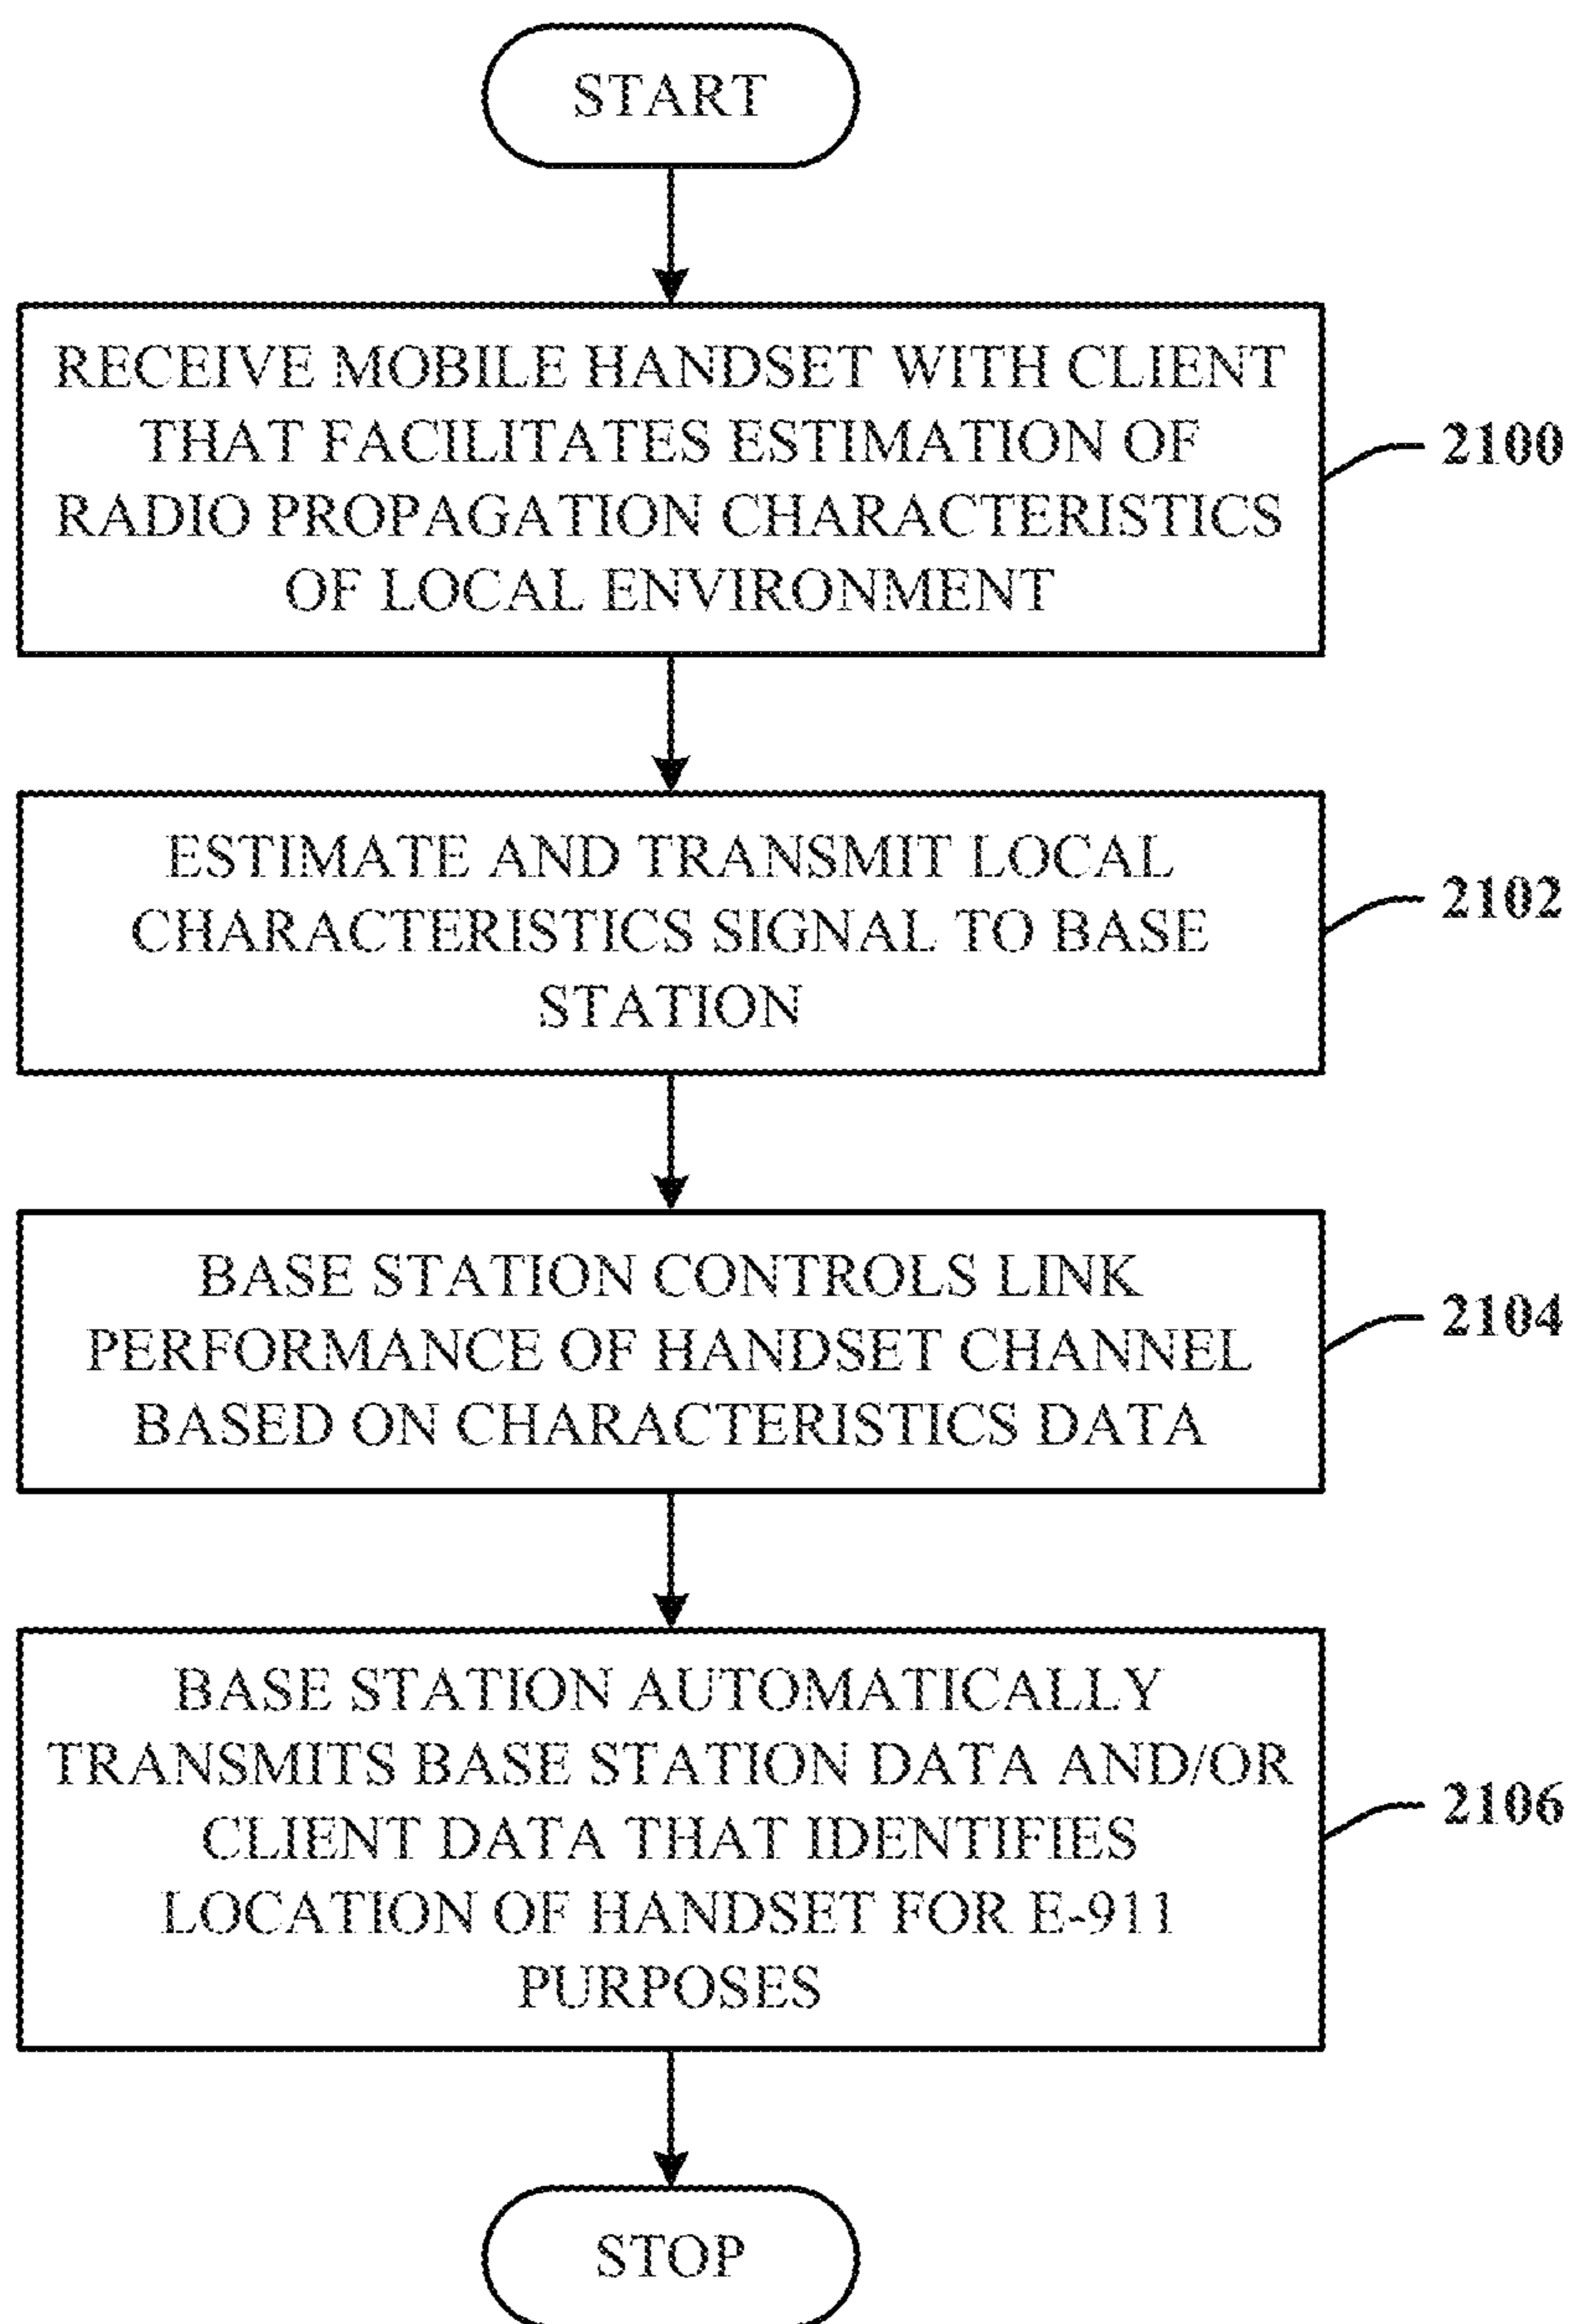 START
RECEIVE MOBILE HANDSET WITH CLIENT
THAT FACILITATES ESTIMATION OF
RADIO PROPAGATION CHARACTERISTICS
OF LOCAL ENVIRONMENT
2100
ESTIMATE AND TRANSMIT LOCAL
CHARACTERISTICS SIGNAL TO BASE
STATION
2102
BASE STATION CONTROLS LINK
PERFORMANCE OF HANDSET CHANNEL
BASED ON CHARACTERISTICS DATA
2104
BASE STATION AUTOMATICALLY
TRANSMITS BASE STATION DATA AND/OR
CLIENT DATA THAT IDENTIFIES
LOCATION OF HANDSET FOR E-911
PURPOSES
2106
STOP